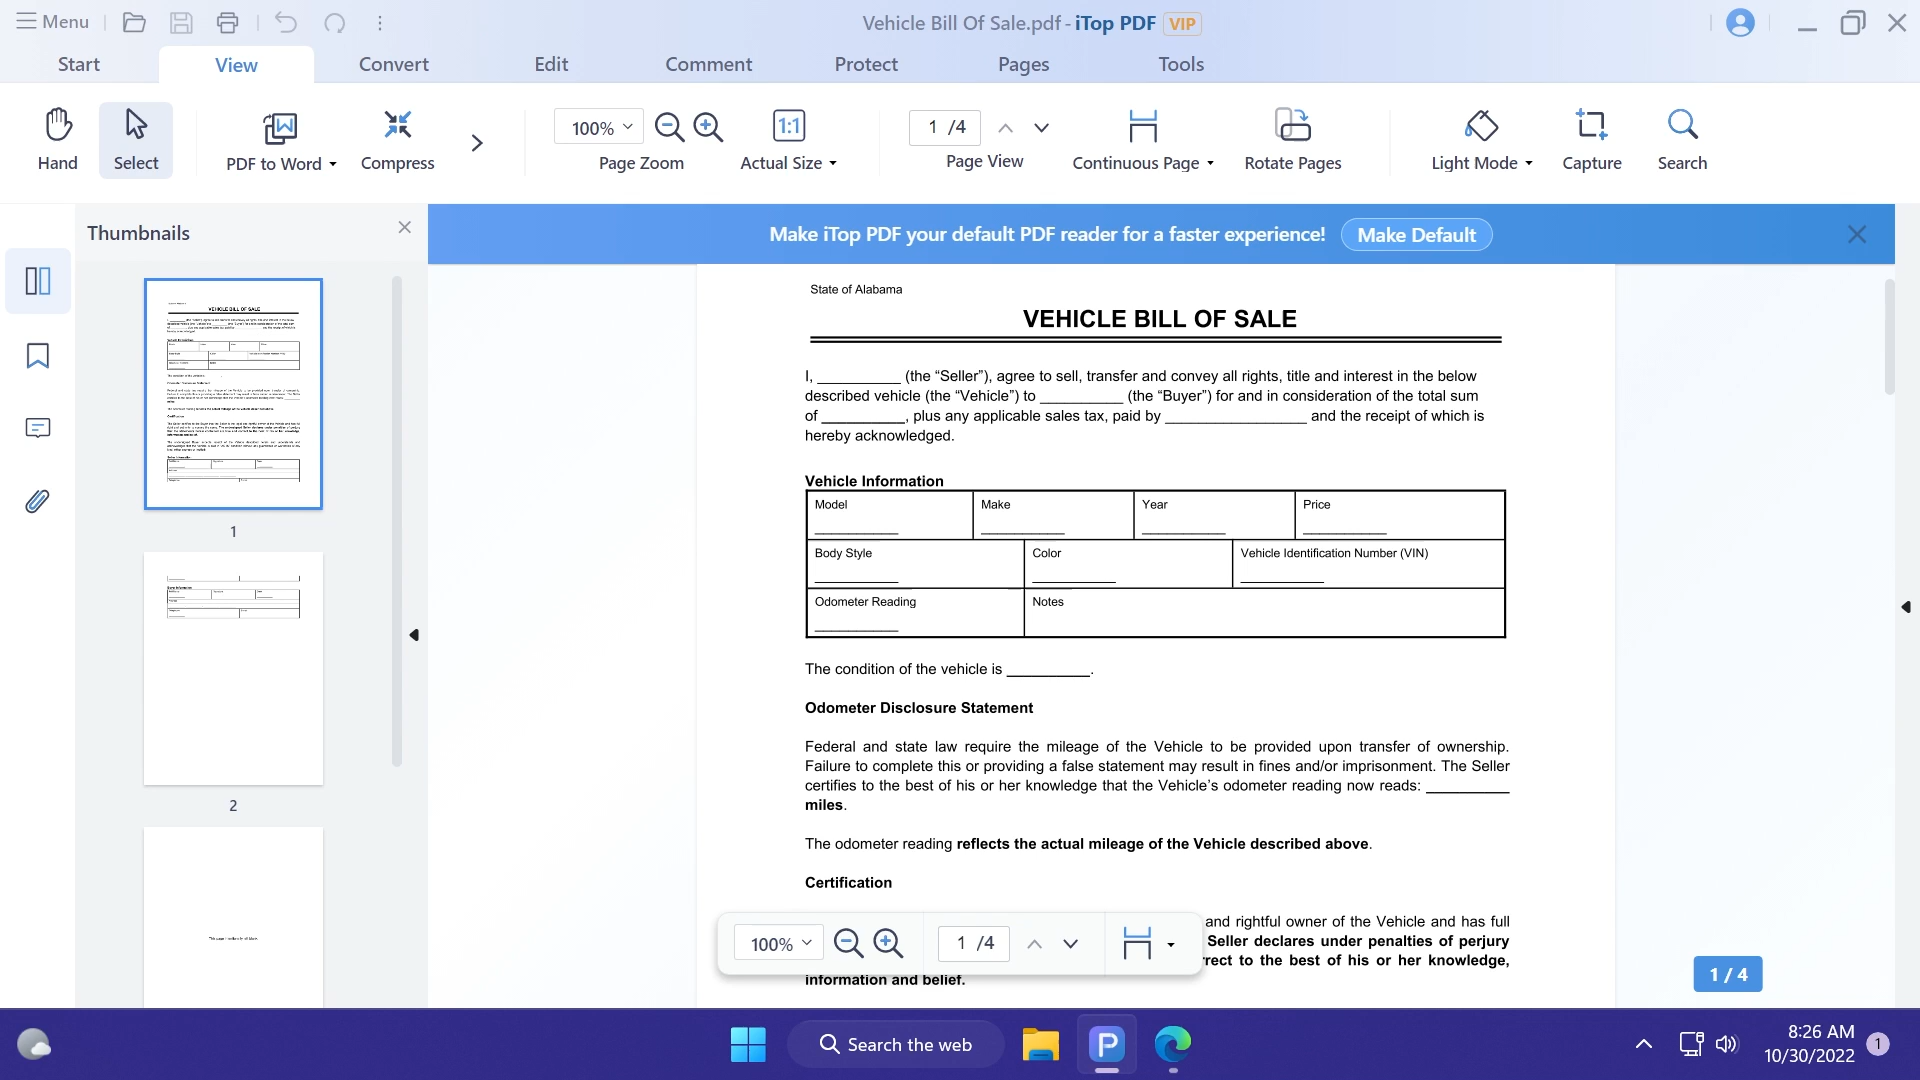 Menu
Vehicle Bill Of Sale.pdf - iTop PDF VIP
Start View Convert Edit Comment Protect Pages Tools
100% 1:1 1 /4
Hand Select PDF to Word Compress Page Zoom Actual Size Page View Continuous Page Rotate Pages Light Mode Capture Search
Thumbnails
Make iTop PDF your default PDF reader for a faster experience! Make Default
VEHICLE BILL OF SALE
1
2
State of Alabama
VEHICLE BILL OF SALE
I, __________ (the “Seller”), agree to sell, transfer and convey all rights, title and interest in the below
described vehicle (the “Vehicle”) to __________ (the “Buyer”) for and in consideration of the total sum
of __________, plus any applicable sales tax, paid by _________________ and the receipt of which is
hereby acknowledged.
Vehicle Information
Model Make Year Price
Body Style Color Vehicle Identification Number (VIN)
Odometer Reading Notes
The condition of the vehicle is __________.
Odometer Disclosure Statement
Federal and state law require the mileage of the Vehicle to be provided upon transfer of ownership.
Failure to complete this or providing a false statement may result in fines and/or imprisonment. The Seller
certifies to the best of his or her knowledge that the Vehicle’s odometer reading now reads: __________
miles.
The odometer reading reflects the actual mileage of the Vehicle described above.
Certification
and rightful owner of the Vehicle and has full
Seller declares under penalties of perjury
rrect to the best of his or her knowledge,
information and belief.
100% 1 /4
1 / 4
Search the web
8:26 AM
10/30/2022
1